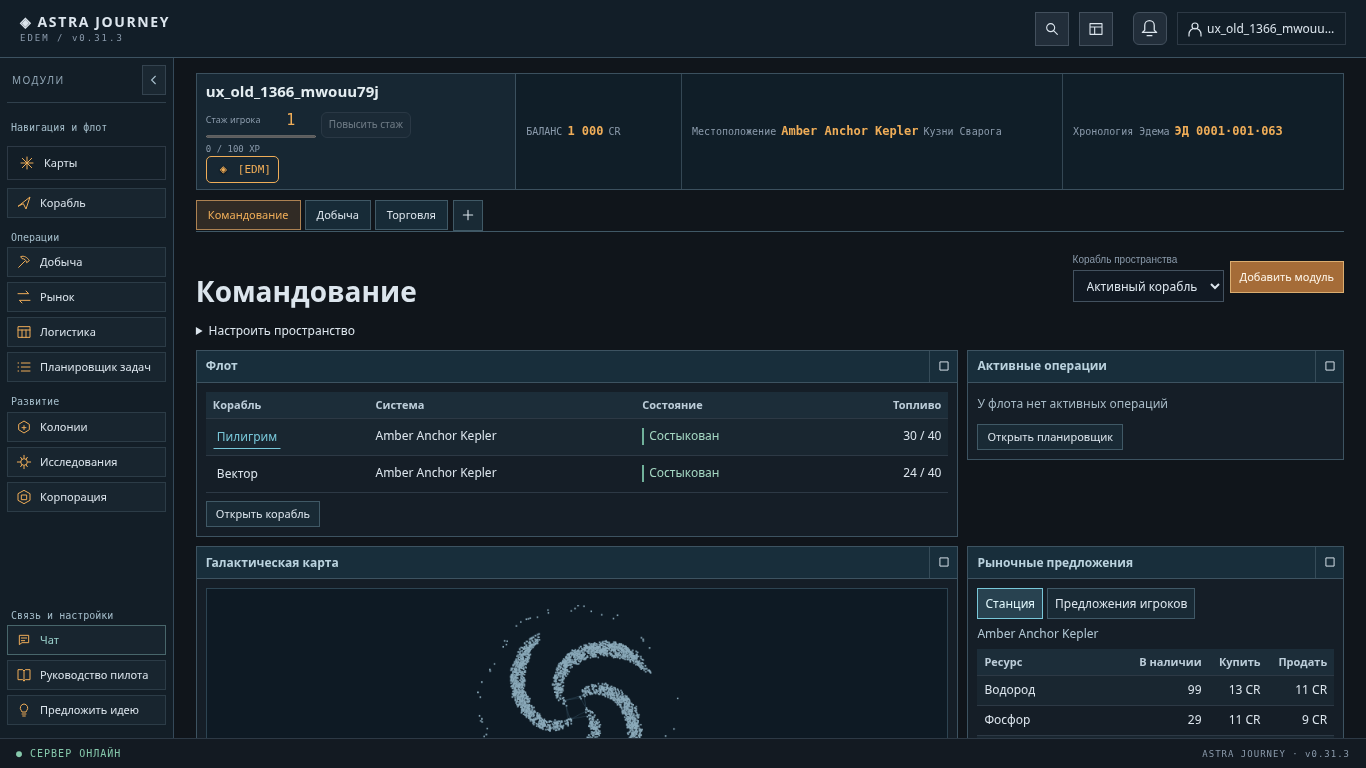 ◈ ASTRA JOURNEY
EDEM / v0.31.3
ux_old_1366_mwouu...
МОДУЛИ
Навигация и флот
Карты
Корабль
Операции
Добыча
Рынок
Логистика
Планировщик задач
Развитие
Колонии
Исследования
Корпорация
Связь и настройки
Чат
Руководство пилота
Предложить идею
ux_old_1366_mwouu79j
Стаж игрока 1 Повысить стаж
0 / 100 XP
◈ [EDM]
БАЛАНС 1 000 CR
Местоположение Amber Anchor Kepler Кузни Сварога
Хронология Эдема ЭД 0001·001·063
Командование Добыча Торговля +
Командование
Корабль пространства
Активный корабль
Добавить модуль
▶ Настроить пространство
Флот
Корабль Система Состояние Топливо
Пилигрим Amber Anchor Kepler Состыкован 30 / 40
Вектор Amber Anchor Kepler Состыкован 24 / 40
Открыть корабль
Активные операции
У флота нет активных операций
Открыть планировщик
Галактическая карта
Рыночные предложения
Станция Предложения игроков
Amber Anchor Kepler
Ресурс В наличии Купить Продать
Водород 99 13 CR 11 CR
Фосфор 29 11 CR 9 CR
● СЕРВЕР ОНЛАЙН
ASTRA JOURNEY · v0.31.3